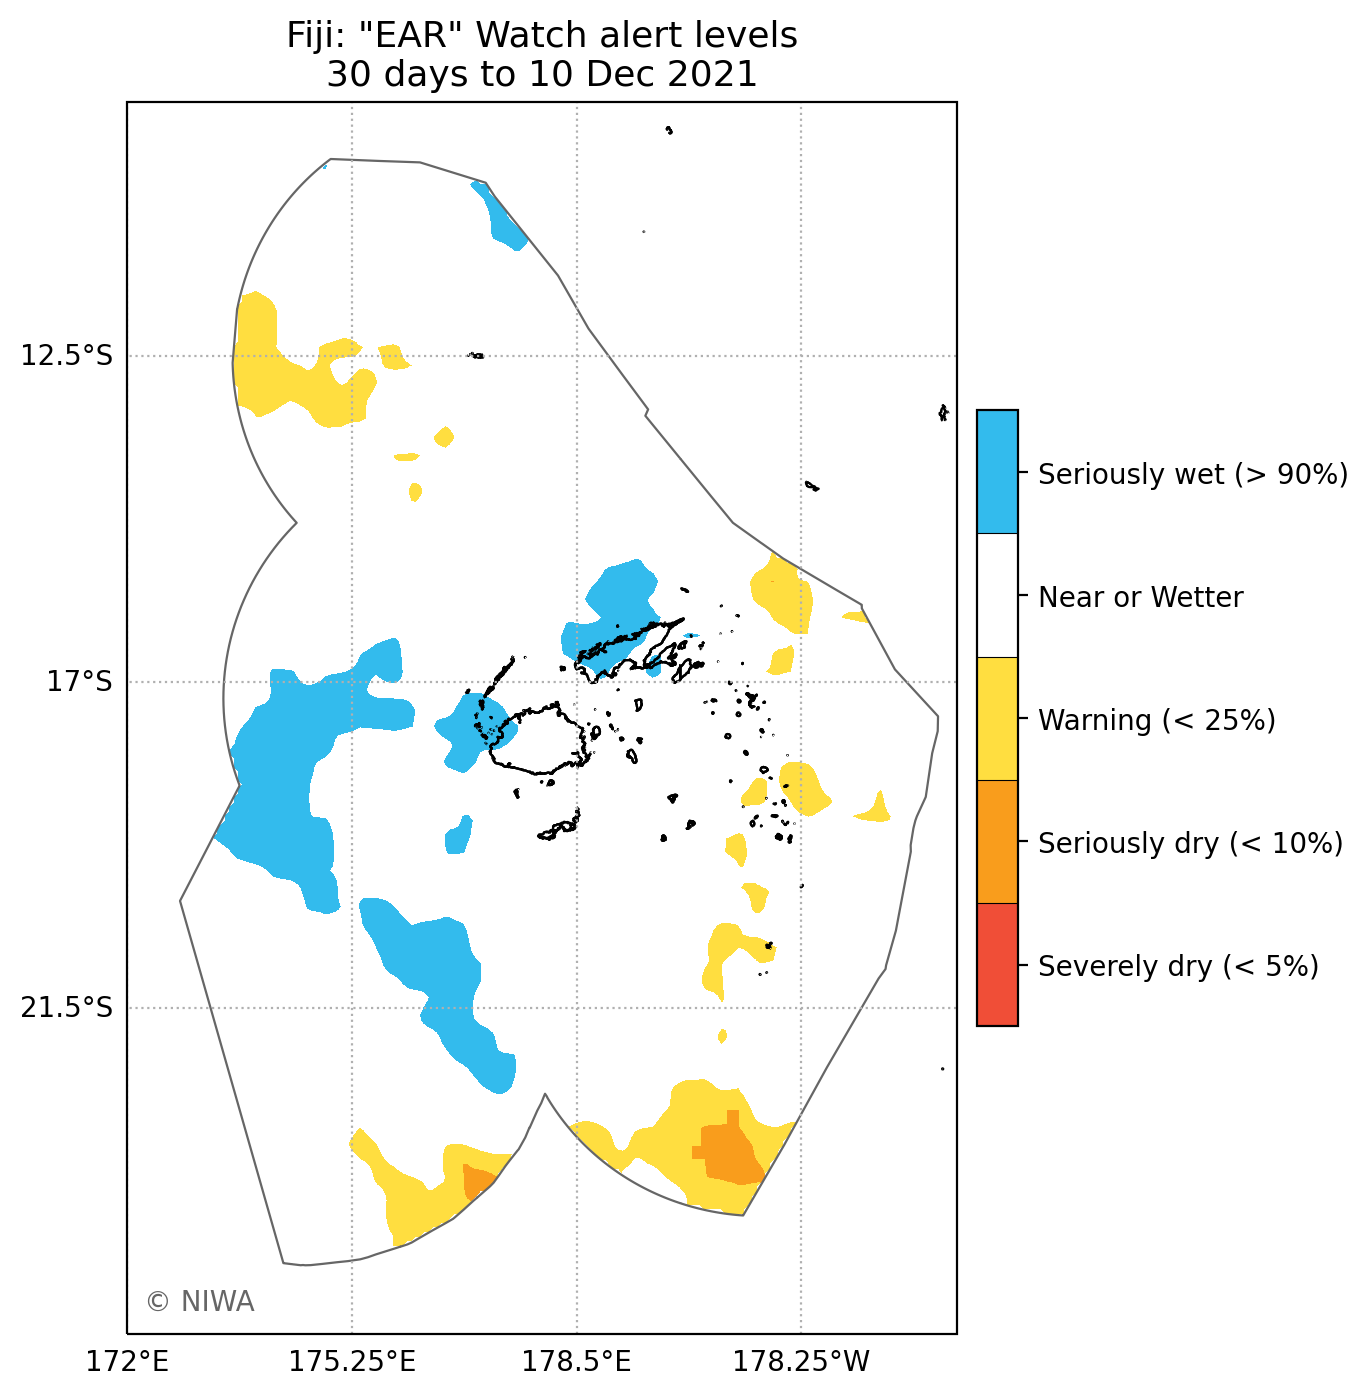 Fiji: "EAR" Watch alert levels
30 days to 10 Dec 2021
12.5°S
17°S
21.5°S
172°E
175.25°E
178.5°E
178.25°W
Seriously wet (> 90%)
Near or Wetter
Warning (< 25%)
Seriously dry (< 10%)
Severely dry (< 5%)
© NIWA